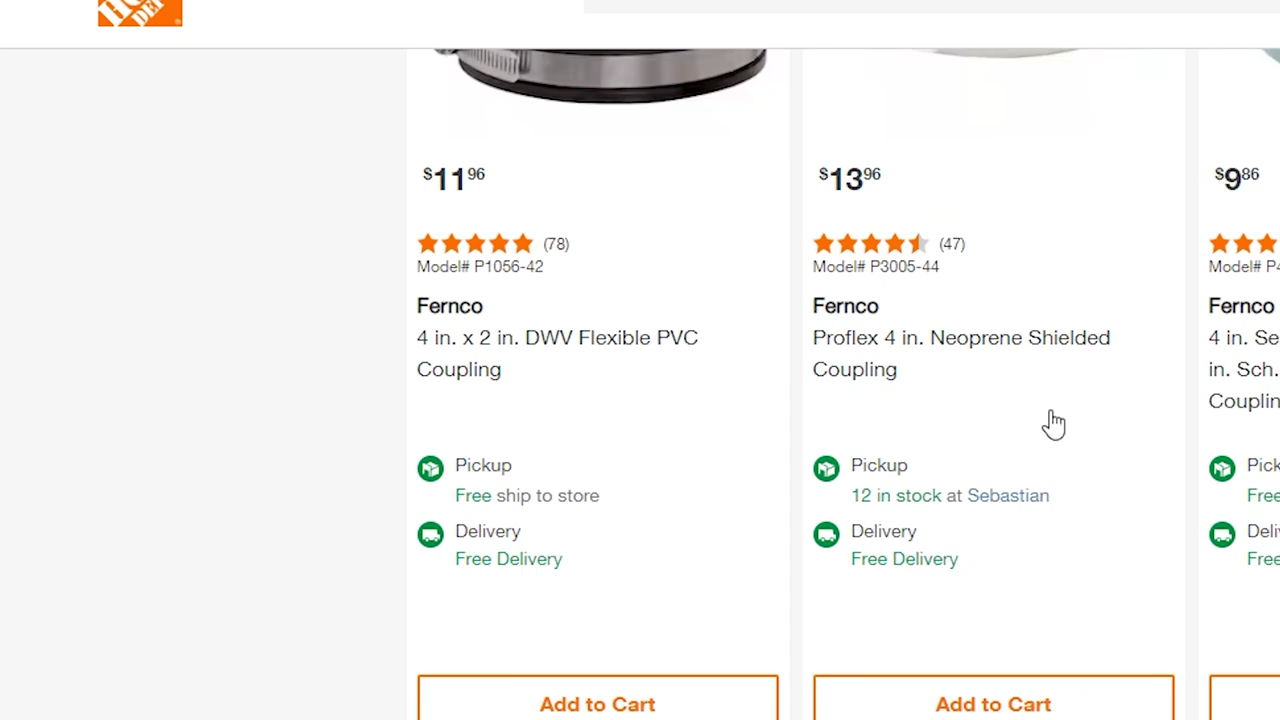 $11.96
★★★★★ (78)
Model# P1056-42
Fernco
4 in. x 2 in. DWV Flexible PVC
Coupling
Pickup
Free ship to store
Delivery
Free Delivery
Add to Cart
$13.96
(47)
Model# P3005-44
Fernco
Proflex 4 in. Neoprene Shielded
Coupling
Pickup
12 in stock at Sebastian
Delivery
Free Delivery
Add to Cart
$9.86
Model#
Fernco
4 in.
in. Sch.
Free
Free